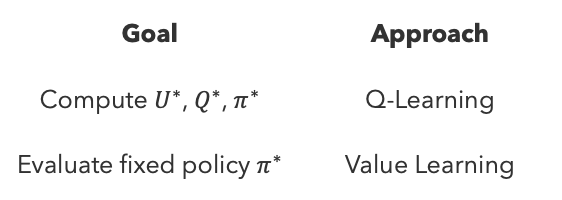 Goal Approach
Compute U*, Q*, π* Q-Learning
Evaluate fixed policy π* Value Learning